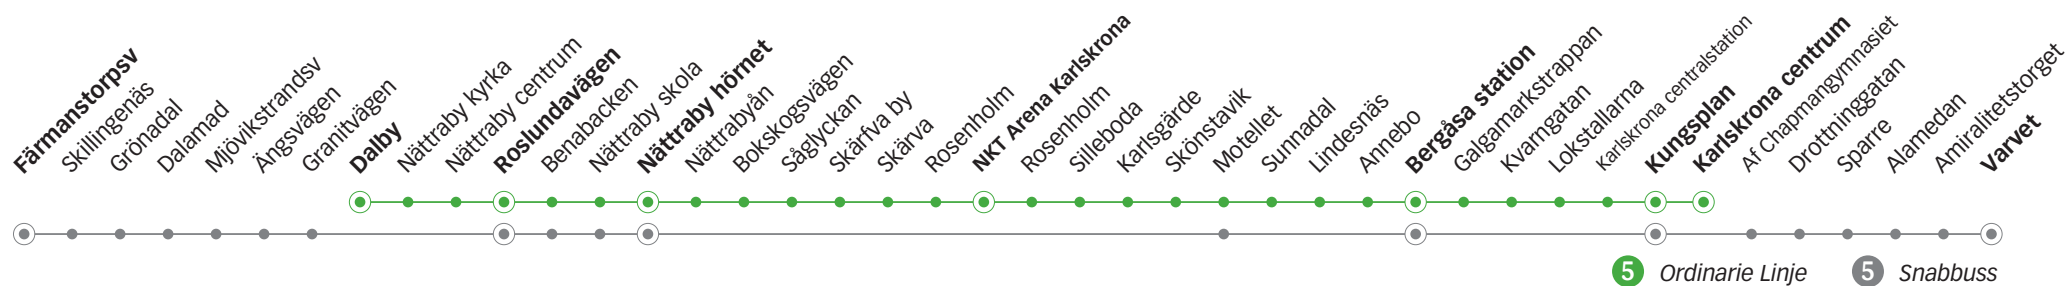 Färmanstorpsv
Skillingenäs
Grönadal
Dalamad
Mjövikstrandsv
Ängsvägen
Granitvägen
Dalby
Nättraby kyrka
Nättraby centrum
Roslundavägen
Benabacken
Nättraby skola
Nättraby hörnet
Nättrabyån
Bokskogsvägen
Såglyckan
Skärfva by
Skärva
Rosenholm
NKT Arena Karlskrona
Rosenholm
Silleboda
Karlsgärde
Skönstavik
Motellet
Sunnadal
Lindesnäs
Annebo
Bergåsa station
Galgamarkstrappan
Kvarngatan
Lokstallarna
Karlskrona centralstation
Kungsplan
Karlskrona centrum
Af Chapmangymnasiet
Drottninggatan
Sparre
Alamedan
Amiralitetstorget
Varvet
5 Ordinarie Linje 5 Snabbuss